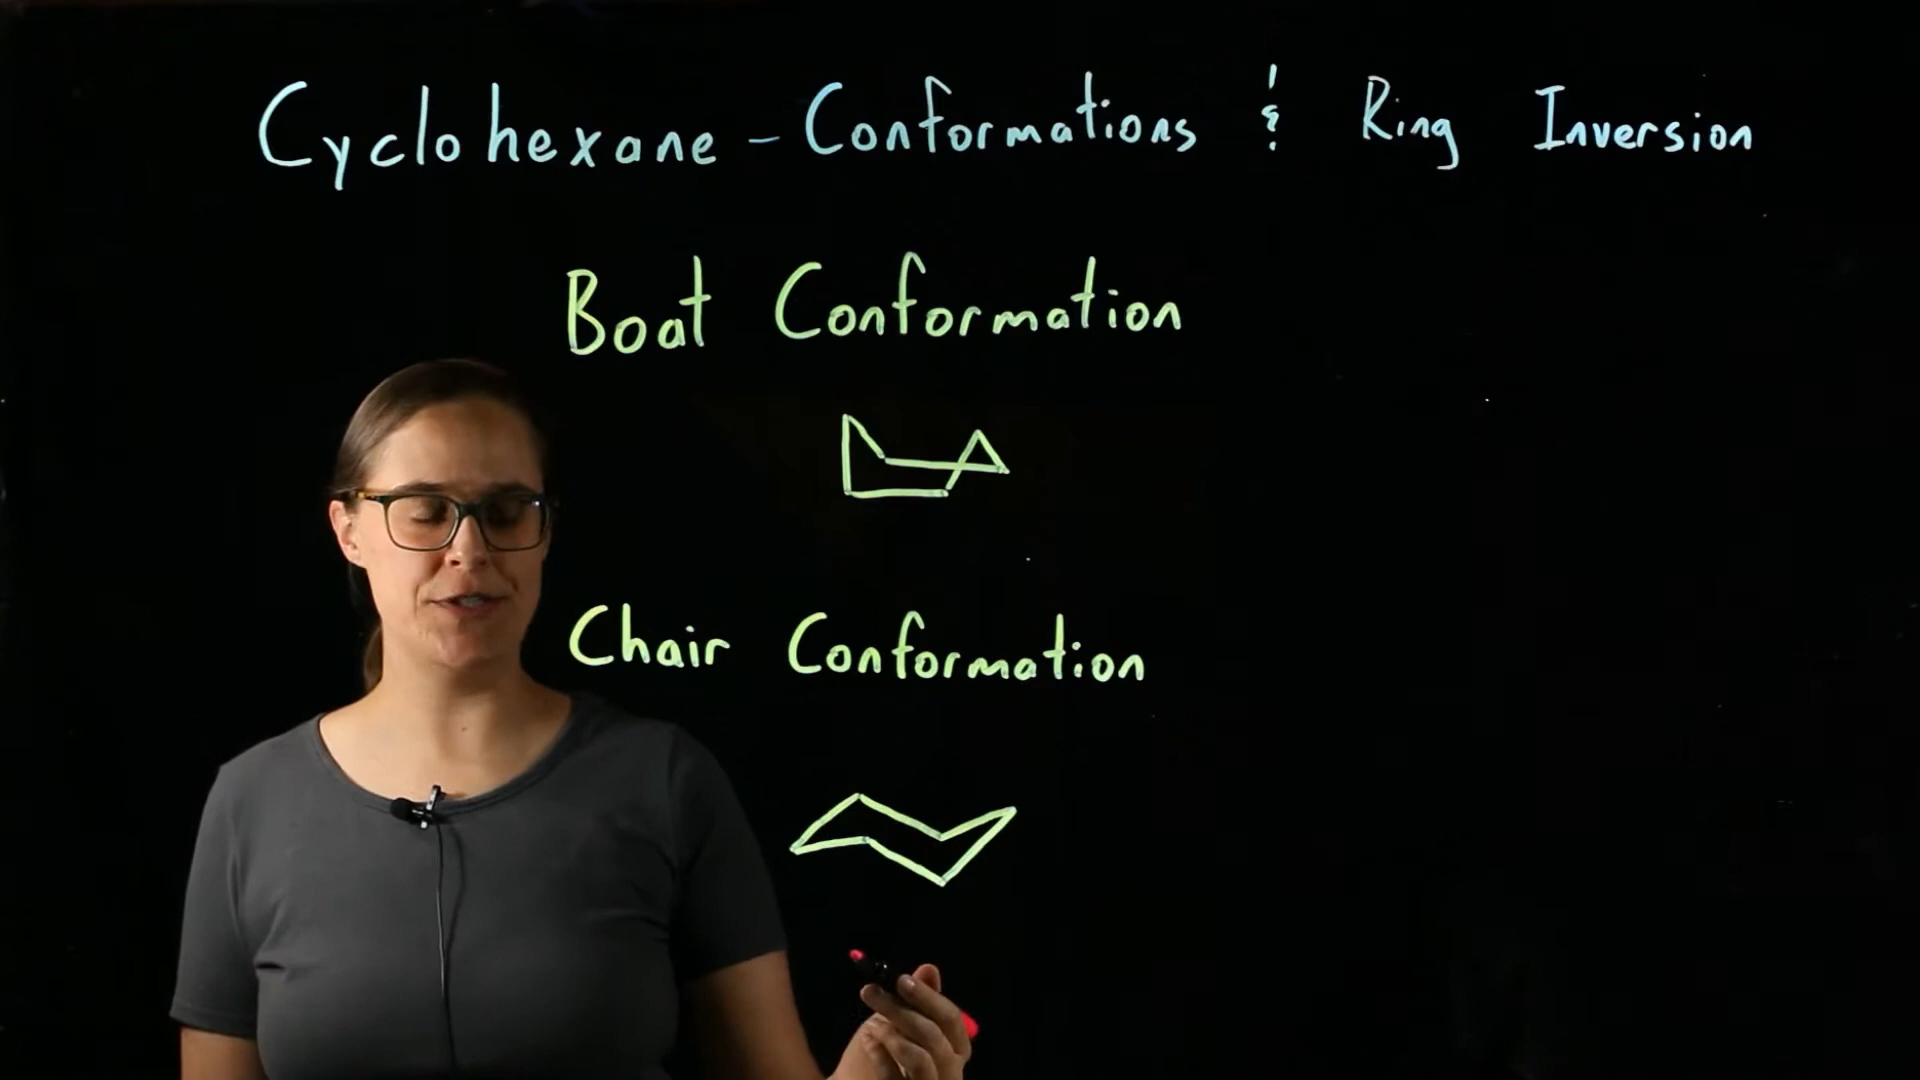 Cyclohexane - Conformations & Ring Inversion
Boat Conformation
Chair Conformation